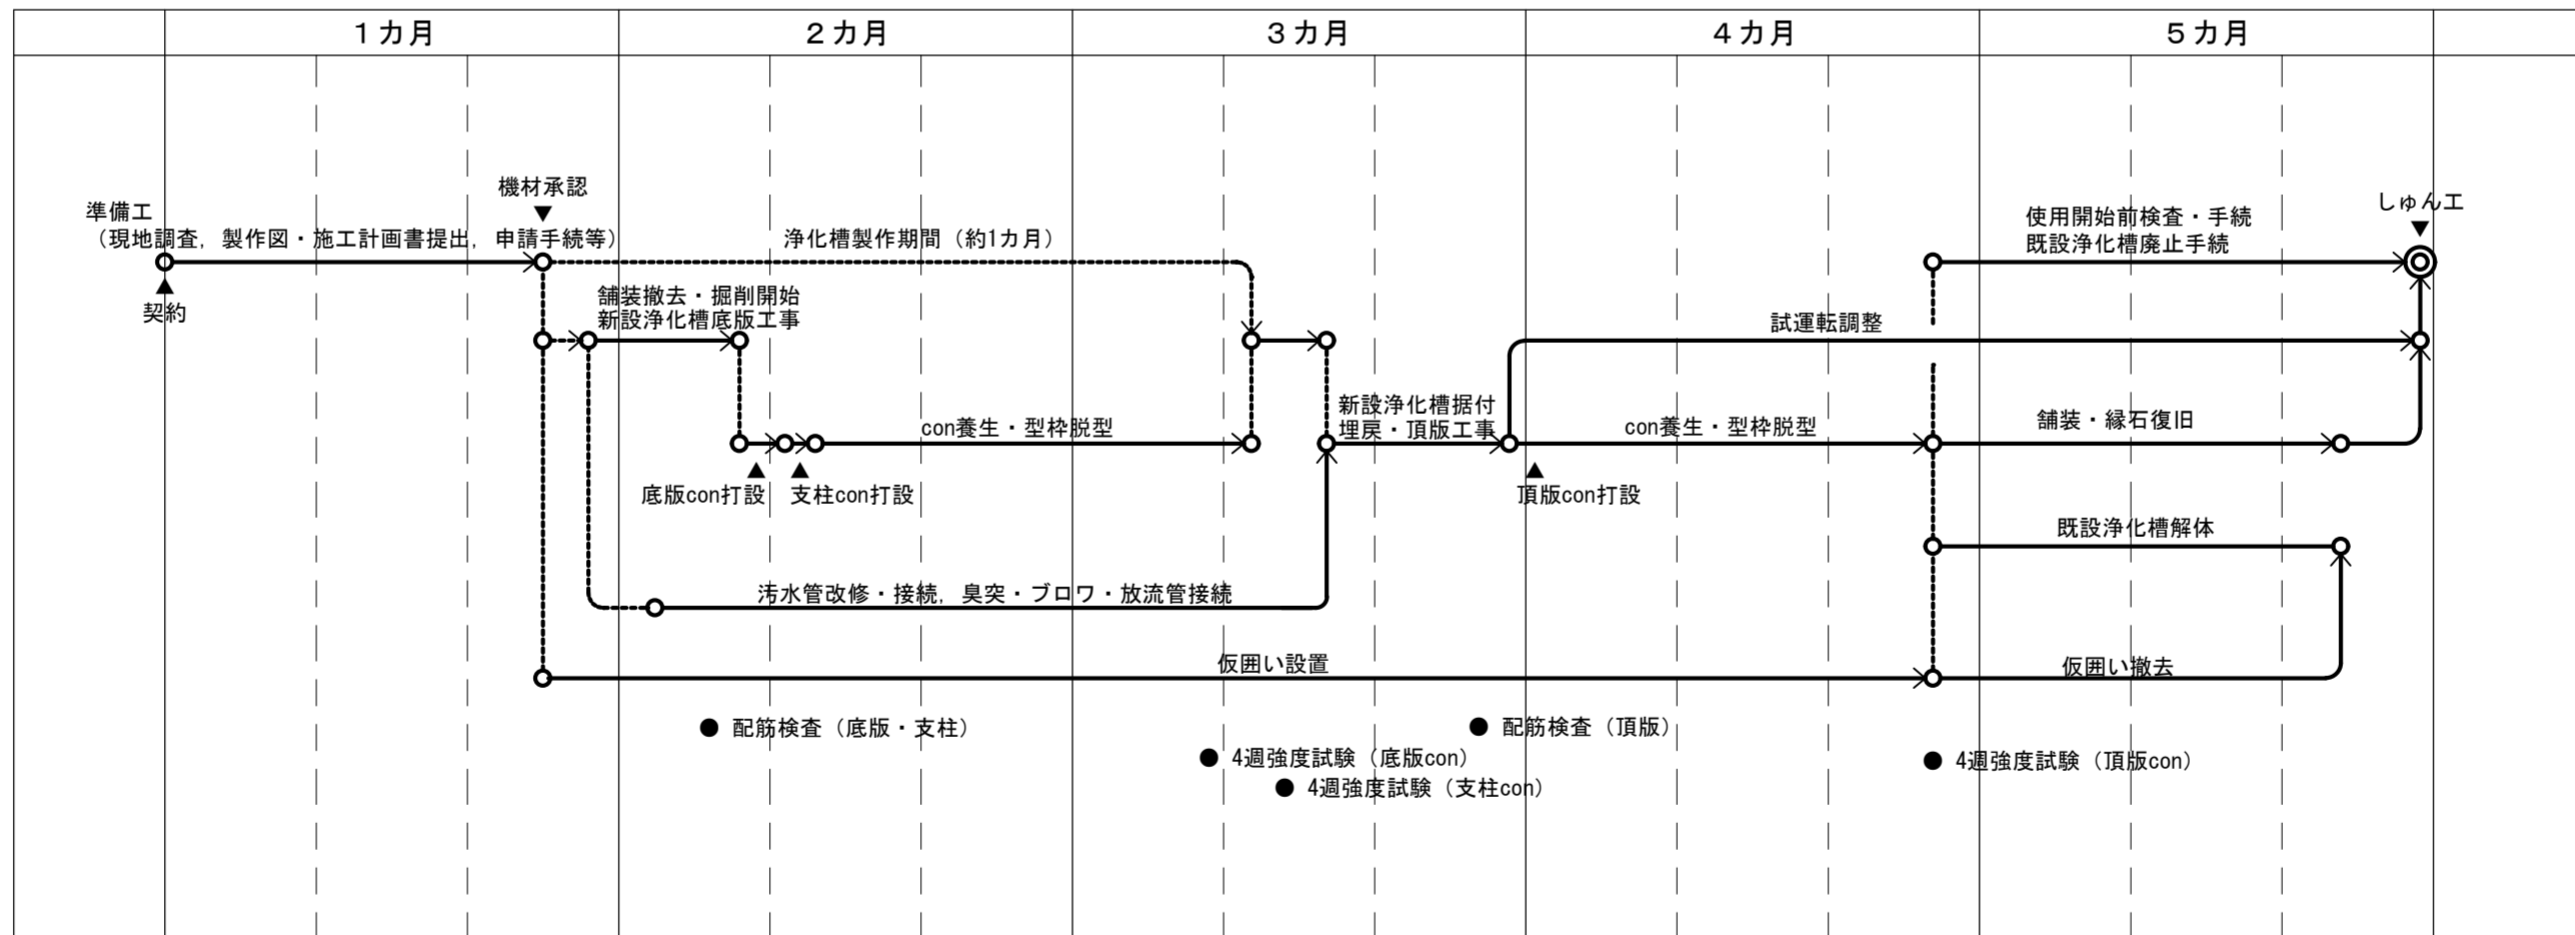 １カ月
２カ月
３カ月
４カ月
５カ月
機材承認
準備工
（現地調査，製作図・施工計画書提出，申請手続等）
契約
浄化槽製作期間（約1カ月）
舗装撤去・掘削開始
新設浄化槽底版工事
使用開始前検査・手続
既設浄化槽廃止手続
しゅん工
試運転調整
con養生・型枠脱型
新設浄化槽据付
埋戻・頂版工事
con養生・型枠脱型
舗装・縁石復旧
底版con打設
支柱con打設
頂版con打設
既設浄化槽解体
汚水管改修・接続，臭突・ブロワ・放流管接続
仮囲い設置
仮囲い撤去
配筋検査（底版・支柱）
配筋検査（頂版）
4週強度試験（底版con）
4週強度試験（頂版con）
4週強度試験（支柱con）